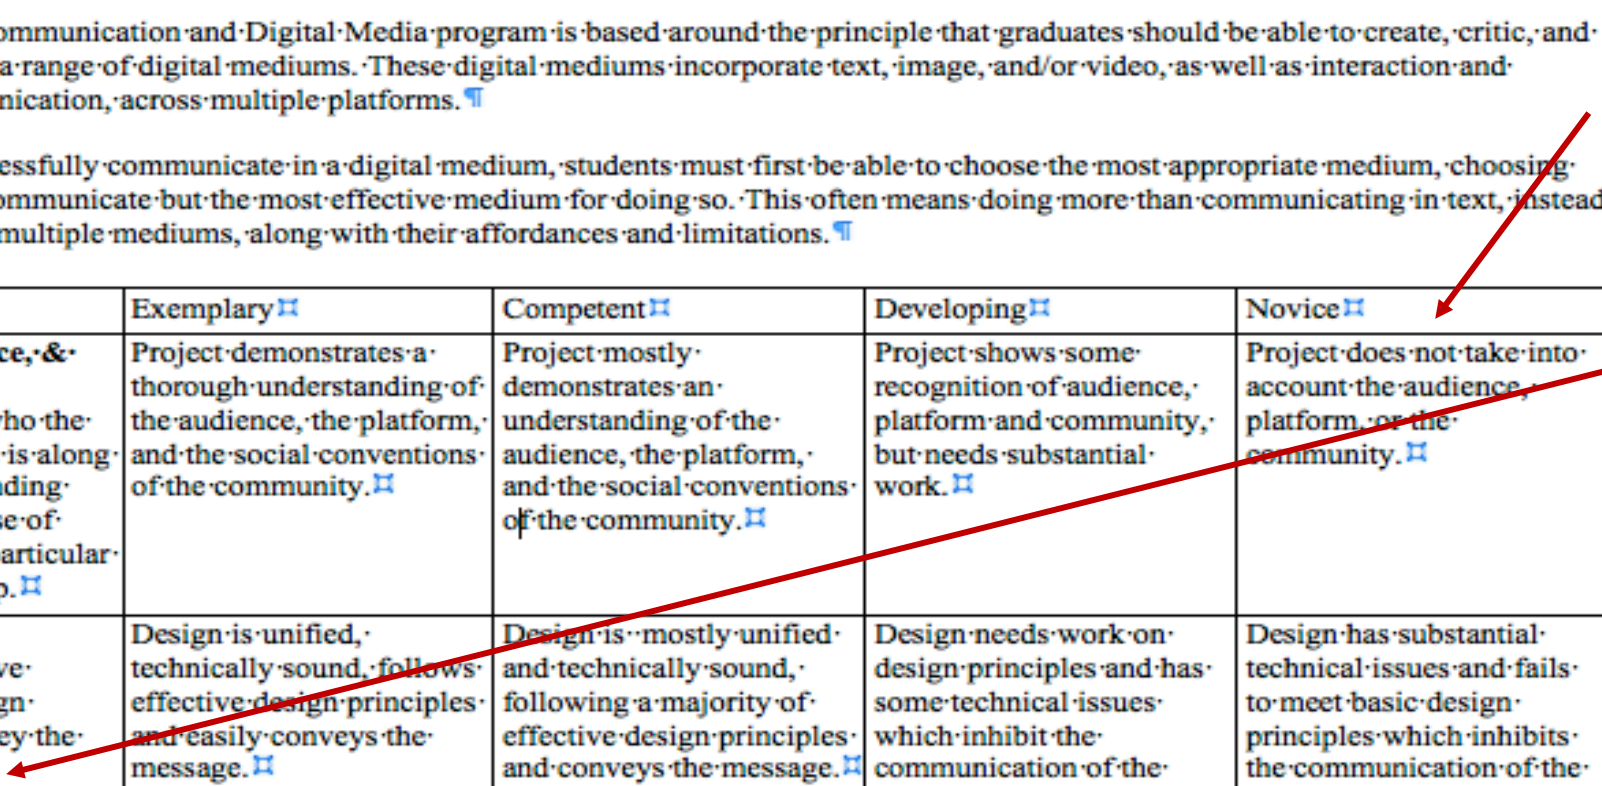 ommunication and Digital Media program is based around the principle that graduates should be able to create, critic, and
a range of digital mediums. These digital mediums incorporate text, image, and/or video, as well as interaction and
nication, across multiple platforms.¶
essfully communicate in a digital medium, students must first be able to choose the most appropriate medium, choosing
ommunicate but the most effective medium for doing so. This often means doing more than communicating in text, instead
multiple mediums, along with their affordances and limitations.¶
Exemplary
Competent
Developing
Novice
ce, &
ho the
is along
ding
se of
articular
p.
Project demonstrates a
thorough understanding of
the audience, the platform,
and the social conventions
of the community.
Project mostly
demonstrates an
understanding of the
audience, the platform,
and the social conventions
of the community.
Project shows some
recognition of audience,
platform and community,
but needs substantial
work.
Project does not take into
account the audience,
platform, or the
community.
ve
gn
ey the
Design is unified,
technically sound, follows
effective design principles
and easily conveys the
message.
Design is  mostly unified
and technically sound,
following a majority of
effective design principles
and conveys the message.
Design needs work on
design principles and has
some technical issues
which inhibit the
communication of the
Design has substantial
technical issues and fails
to meet basic design
principles which inhibits
the communication of the